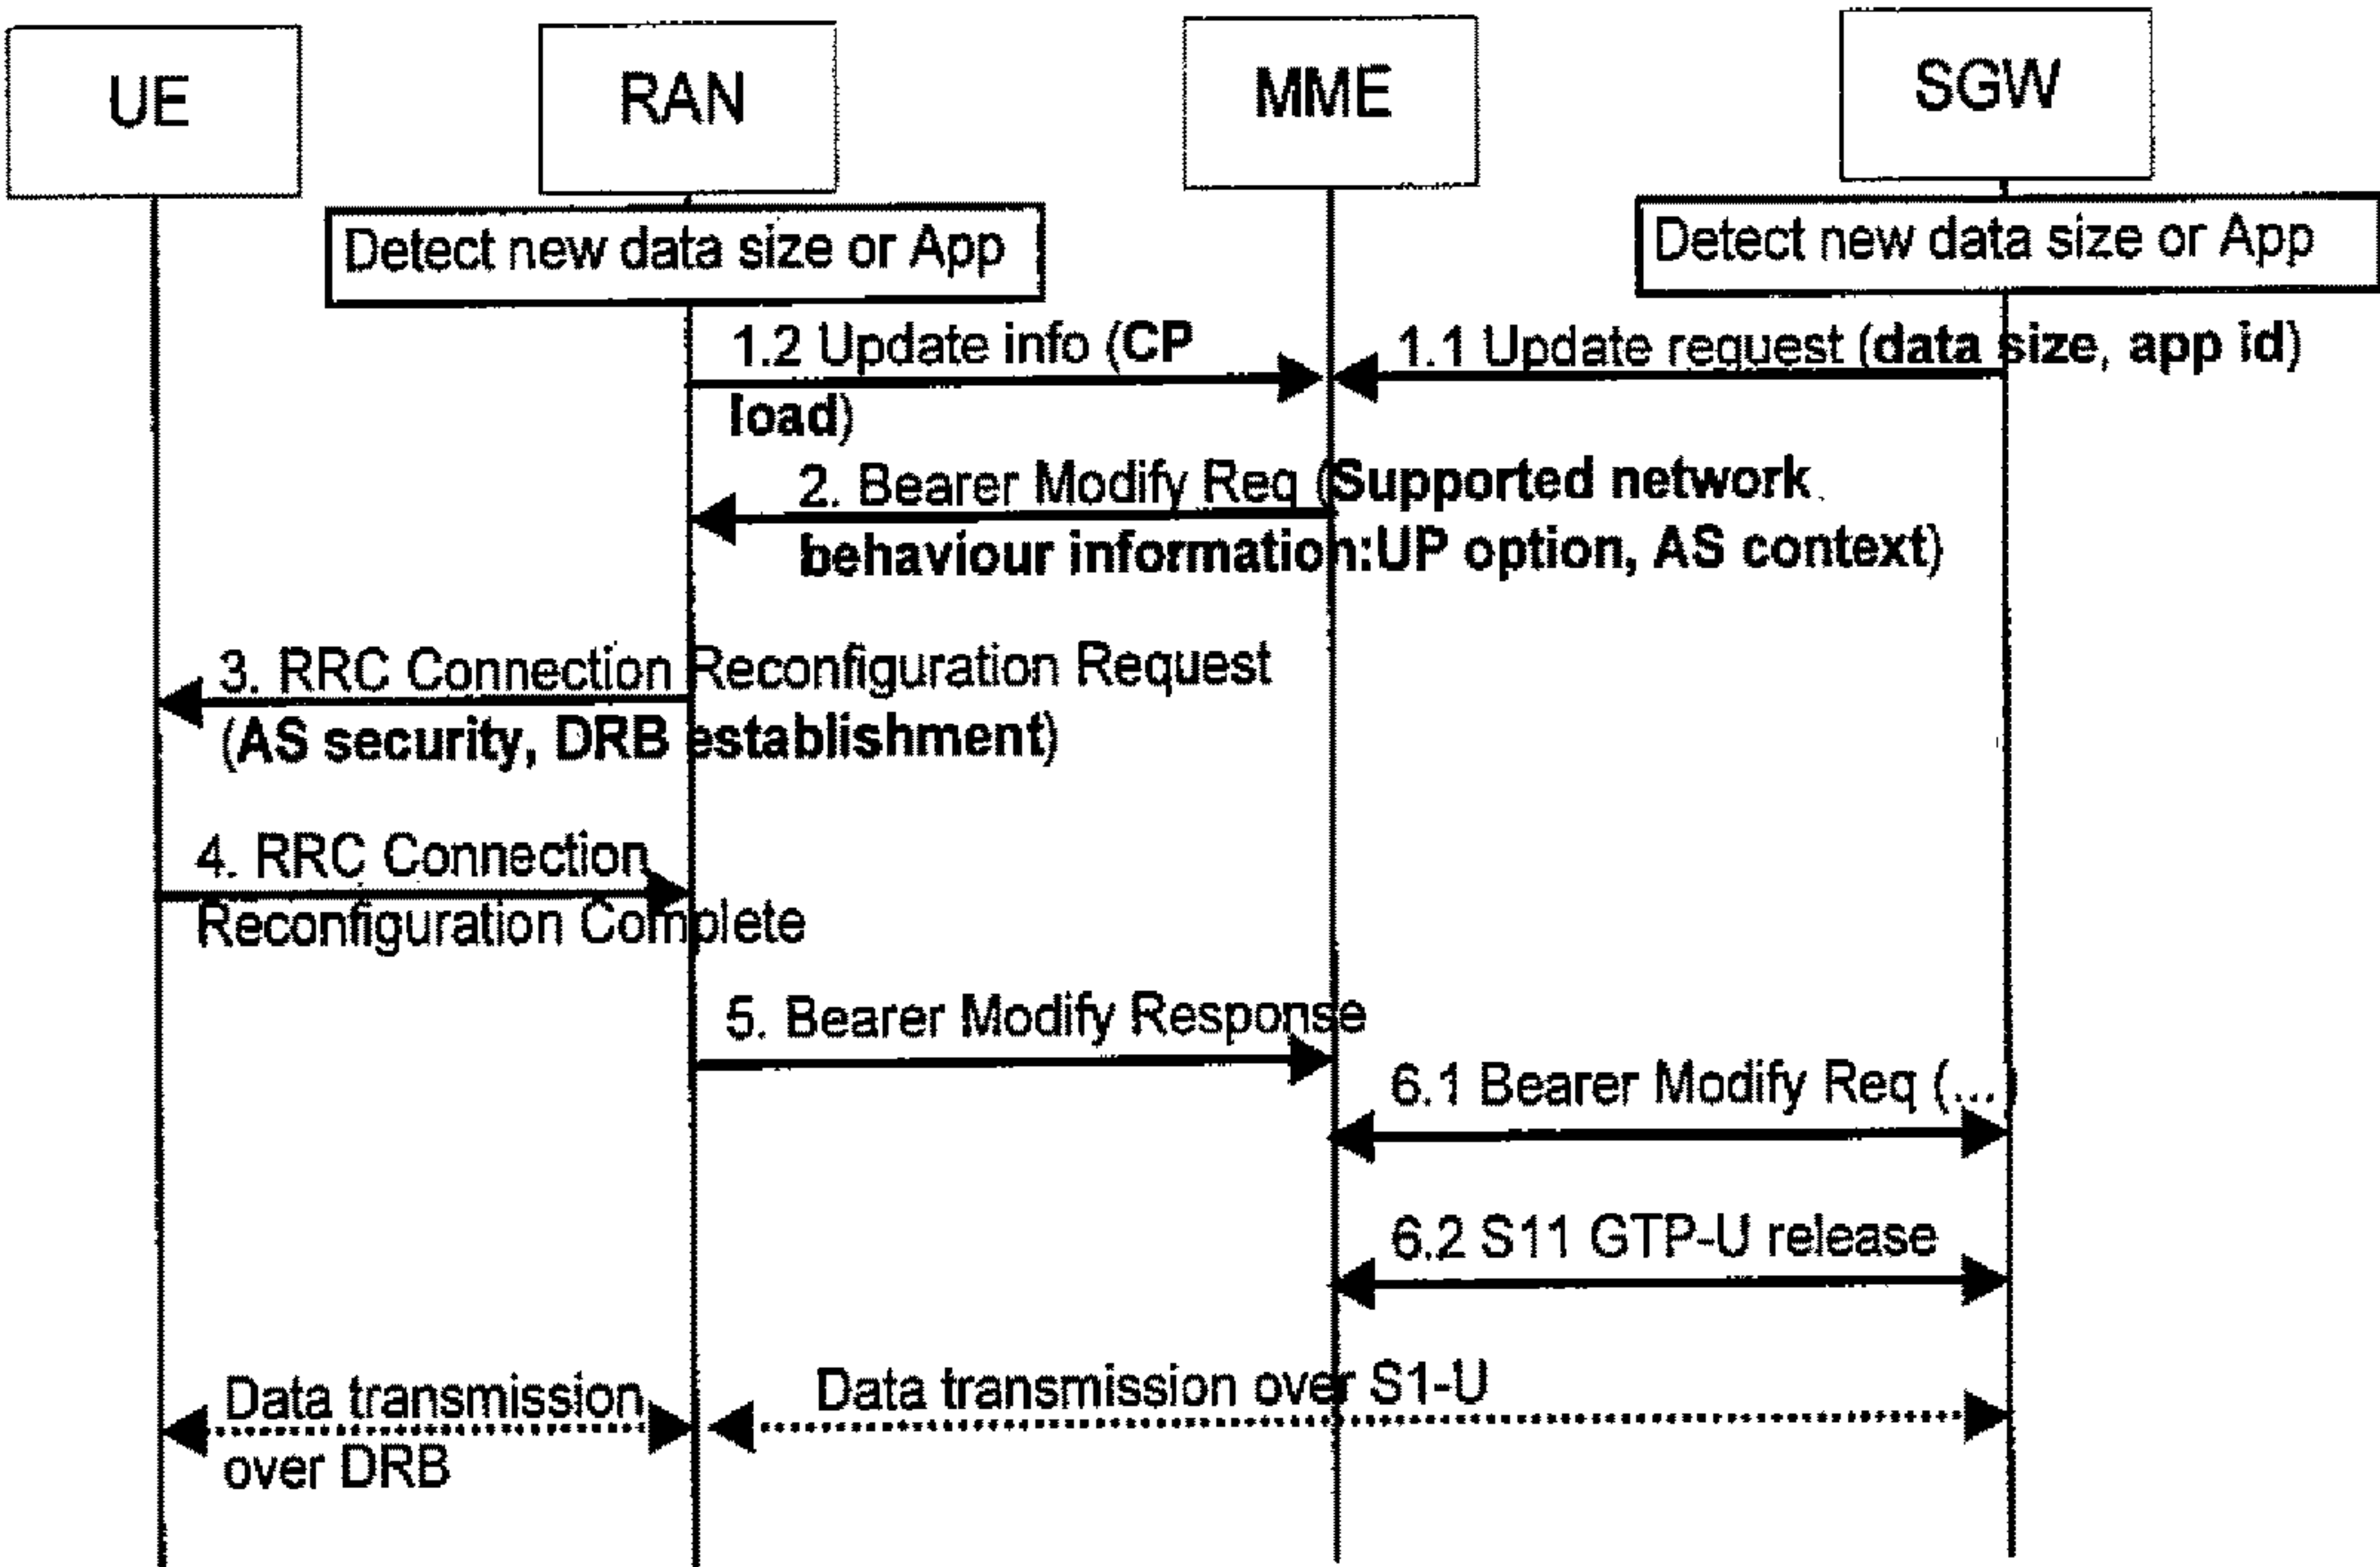 UE
RAN
MME
SGW
Detect new data size or App
Detect new data size or App
1.2 Update info (CP
load)
1.1 Update request (data size, app id)
2. Bearer Modify Req (Supported network
behaviour information:UP option, AS context)
3. RRC Connection Reconfiguration Request
(AS security, DRB establishment)
4. RRC Connection
Reconfiguration Complete
5. Bearer Modify Response
6.1 Bearer Modify Req (...)
6.2 S11 GTP-U release
Data transmission
over DRB
Data transmission over S1-U